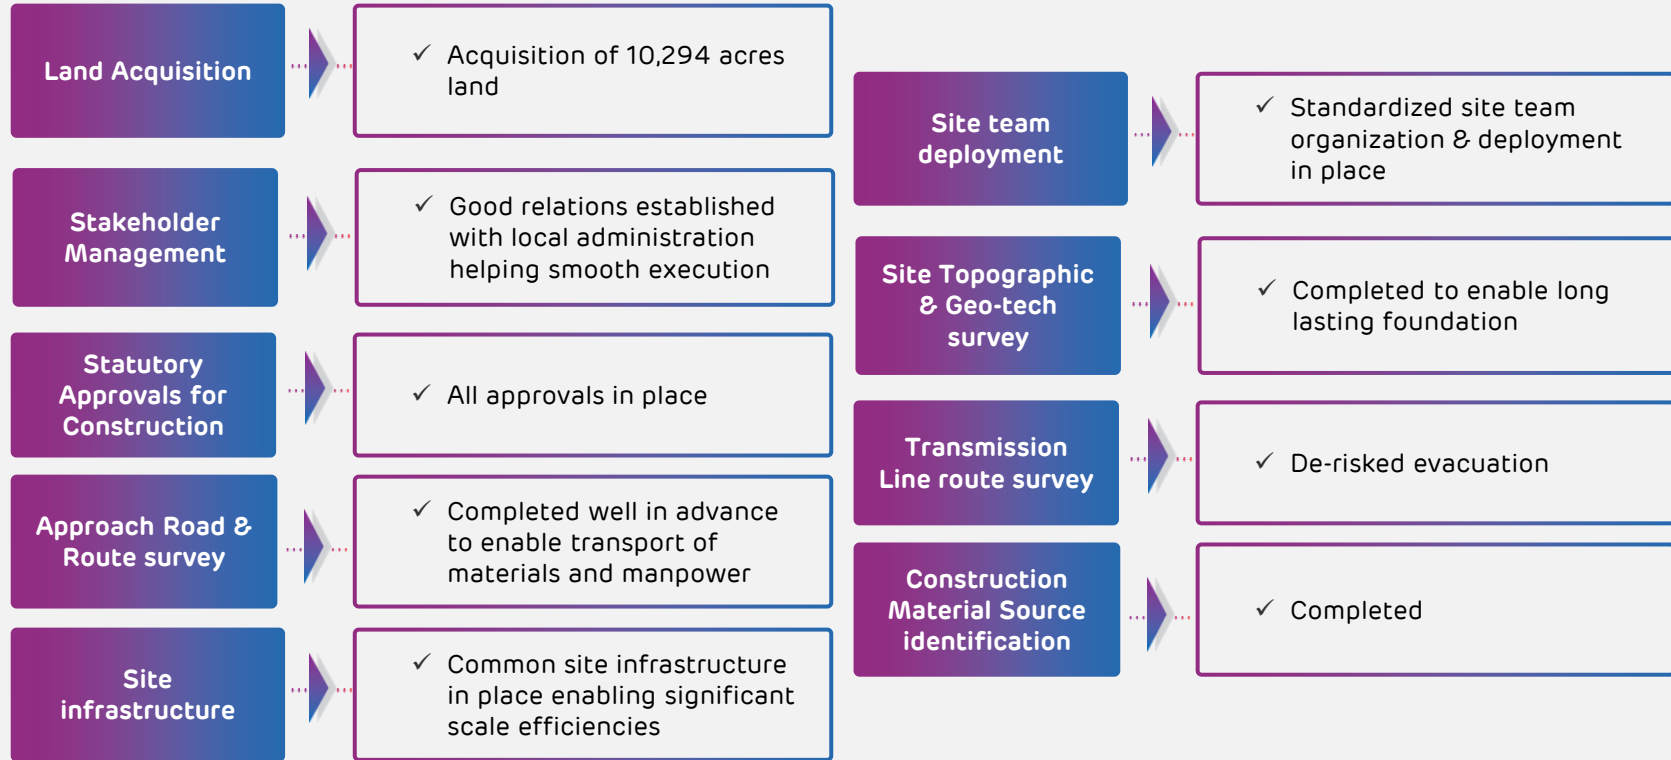 Land Acquisition
✓ Acquisition of 10,294 acres
land
Stakeholder
Management
✓ Good relations established
with local administration
helping smooth execution
Statutory
Approvals for
Construction
✓ All approvals in place
Approach Road &
Route survey
✓ Completed well in advance
to enable transport of
materials and manpower
Site
infrastructure
✓ Common site infrastructure
in place enabling significant
scale efficiencies
Site team
deployment
✓ Standardized site team
organization & deployment
in place
Site Topographic
& Geo-tech
survey
✓ Completed to enable long
lasting foundation
Transmission
Line route survey
✓ De-risked evacuation
Construction
Material Source
identification
✓ Completed